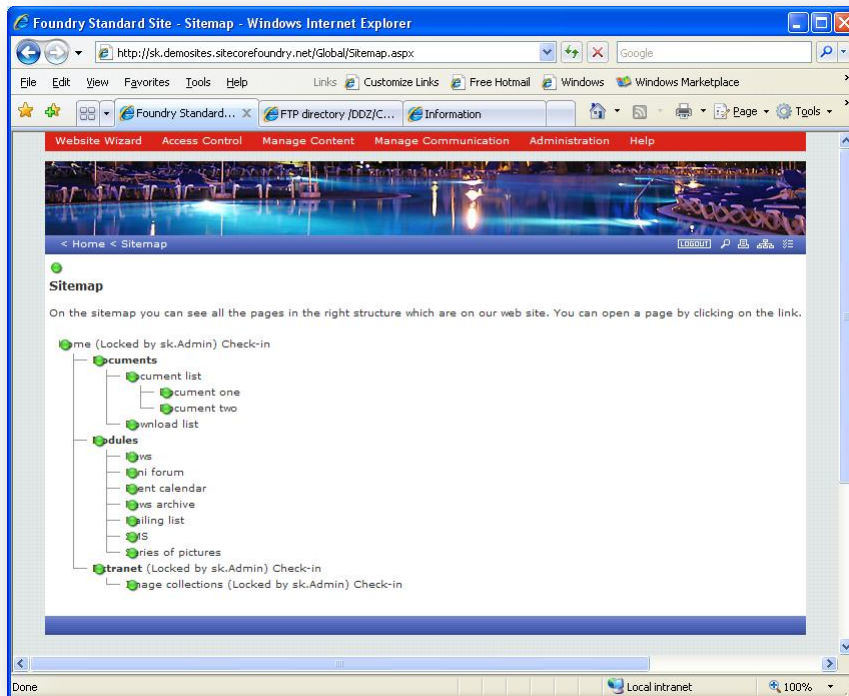 Foundry Standard Site - Sitemap - Windows Internet Explorer
http://sk.demosites.sitecorefoundry.net/Global/Sitemap.aspx
Google
File Edit View Favorites Tools Help Links Customize Links Free Hotmail Windows Windows Marketplace
Foundry Standard... FTP directory /DDZ/C... Information Page Tools
Website Wizard Access Control Manage Content Manage Communication Administration Help
< Home < Sitemap LOGOUT
Sitemap
On the sitemap you can see all the pages in the right structure which are on our web site. You can open a page by clicking on the link.
me (Locked by sk.Admin) Check-in
ocuments
cument list
cument one
cument two
wnload list
dules
ws
ni forum
ent calendar
ws archive
iling list
S
ries of pictures
tranet (Locked by sk.Admin) Check-in
age collections (Locked by sk.Admin) Check-in
Done Local intranet 100%